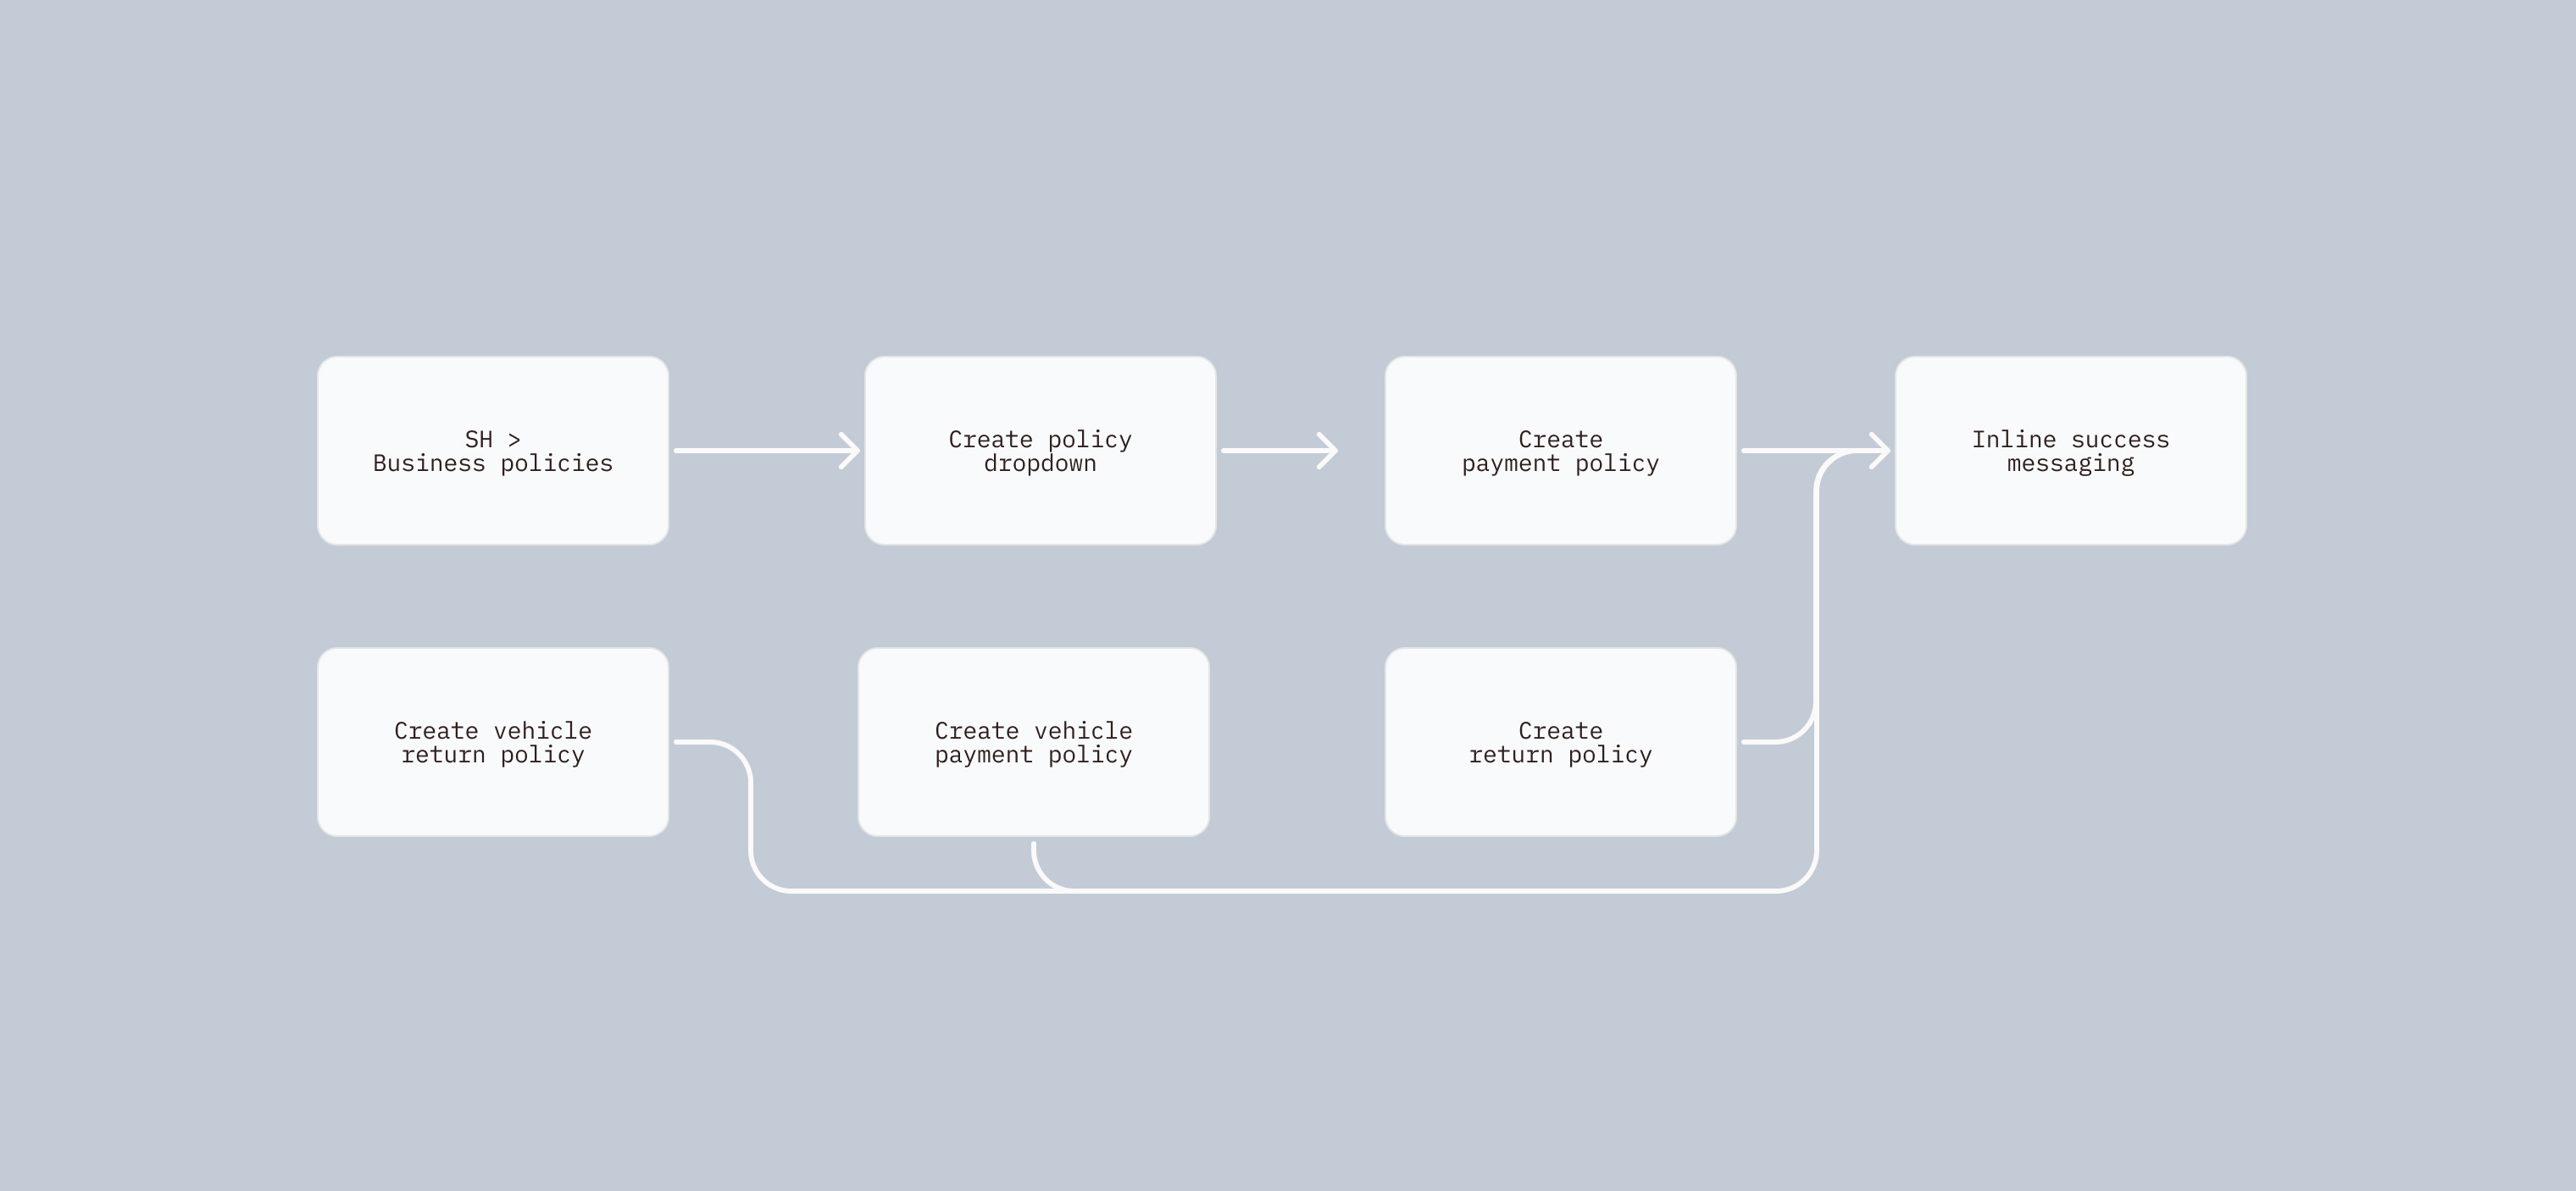 SH >
Business policies
Create policy
dropdown
Create
payment policy
Inline success
messaging
Create vehicle
return policy
Create vehicle
payment policy
Create
return policy